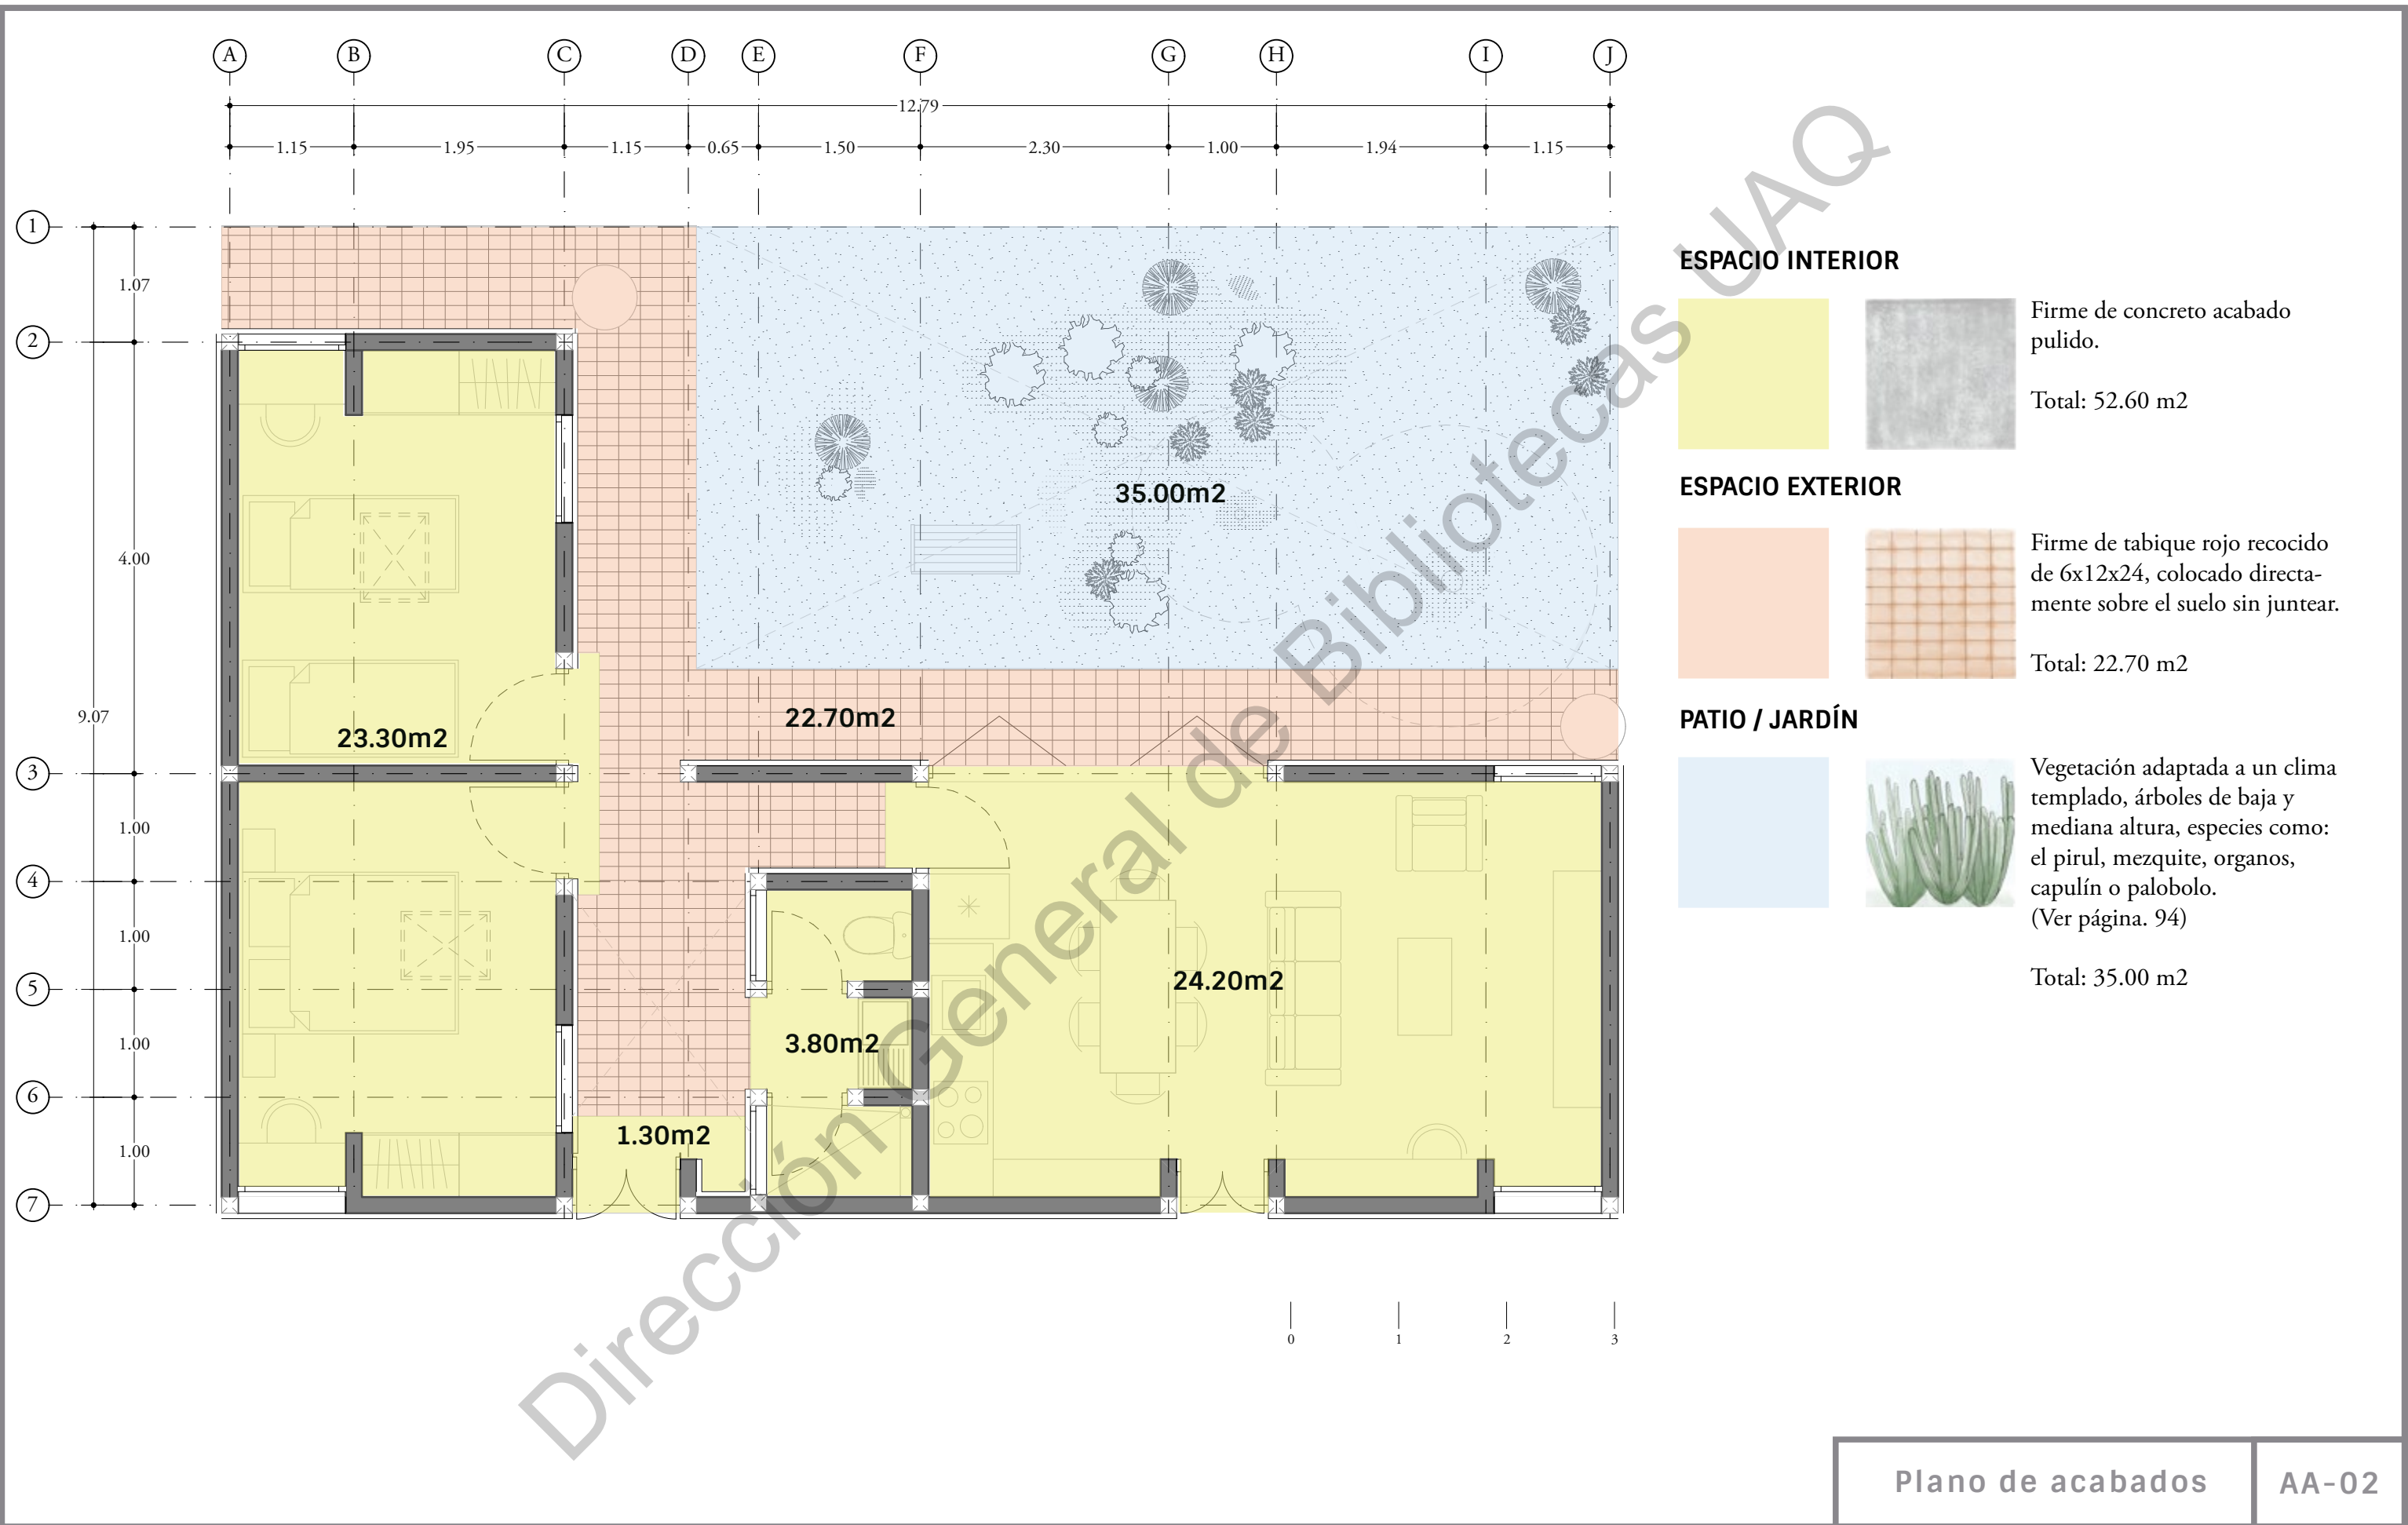 A B C D E F G H I J
12.79
1.15 1.95 1.15 0.65 1.50 2.30 1.00 1.94 1.15
1
1.07
2
4.00
9.07
3
1.00
4
1.00
5
1.00
6
1.00
7
35.00m2
22.70m2
23.30m2
24.20m2
3.80m2
1.30m2
0 1 2 3
ESPACIO INTERIOR
Firme de concreto acabado
pulido.
Total: 52.60 m2
ESPACIO EXTERIOR
Firme de tabique rojo recocido
de 6x12x24, colocado directa-
mente sobre el suelo sin juntear.
Total: 22.70 m2
PATIO / JARDÍN
Vegetación adaptada a un clima
templado, árboles de baja y
mediana altura, especies como:
el pirul, mezquite, organos,
capulín o palobolo.
(Ver página. 94)
Total: 35.00 m2
Dirección General de Bibliotecas UAQ
Plano de acabados
AA-02